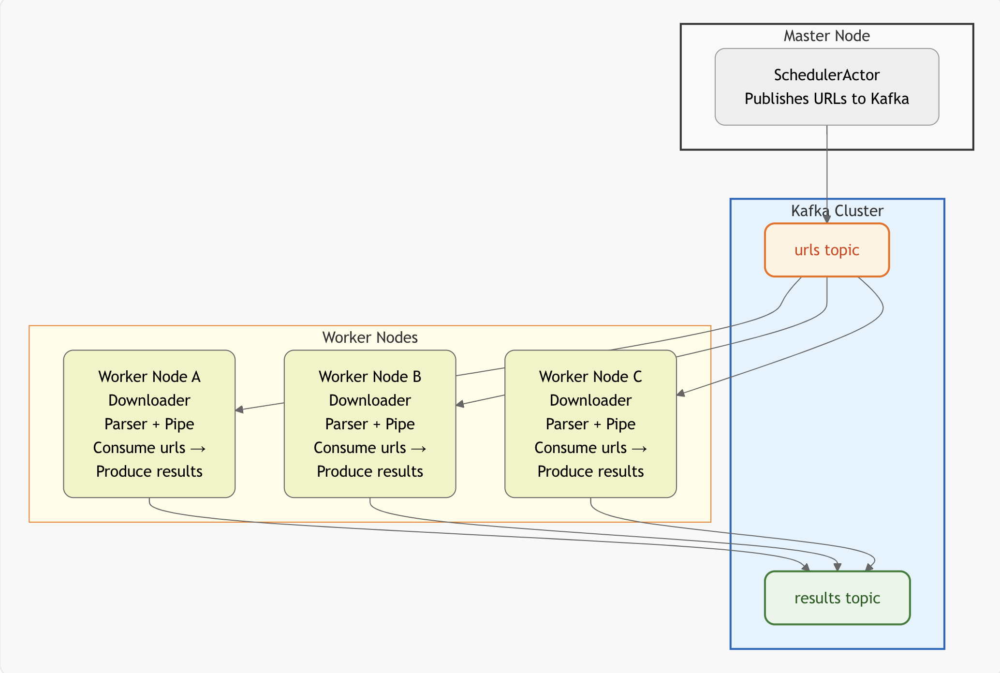 Master Node
SchedulerActor
Publishes URLs to Kafka
Kafka Cluster
urls topic
Worker Nodes
Worker Node A
Downloader
Parser + Pipe
Consume urls →
Produce results
Worker Node B
Downloader
Parser + Pipe
Consume urls →
Produce results
Worker Node C
Downloader
Parser + Pipe
Consume urls →
Produce results
results topic